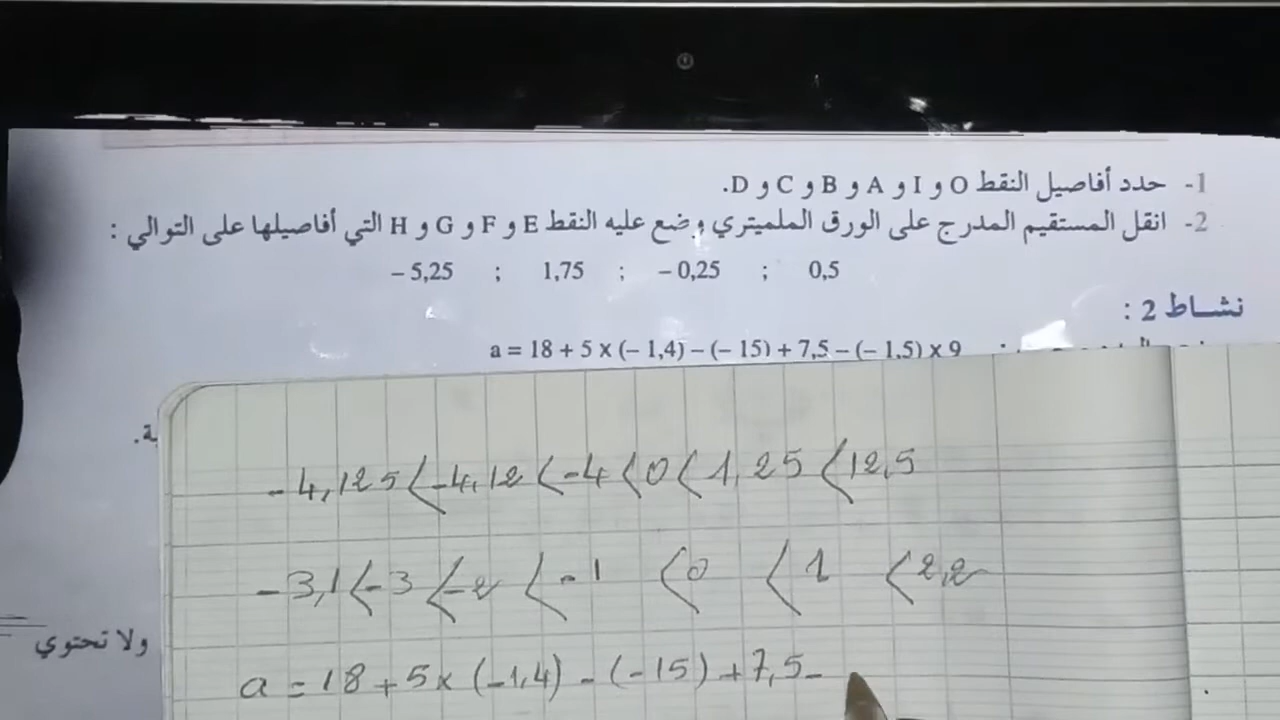 1- حدد أفاصيل النقط O و I و A و B و C و D.
2- انقل المستقيم المدرج على الورق الملميتري وضع عليه النقط E و F و G و H التي أفاصيلها على التوالي :
– 5,25 ; 1,75 ; – 0,25 ; 0,5
نشاط 2 :
a = 18 + 5 x (– 1,4) – (– 15) + 7,5 – (– 1,5) x 9
-4,125 < -4,12 < -4 < 0 < 1,25 < 12,5
-3,1 < -3 < -2 < -1 < 0 < 1 < 2,2
ولا تحتوي
a = 18 + 5 x (-1,4) - (-15) + 7,5 -